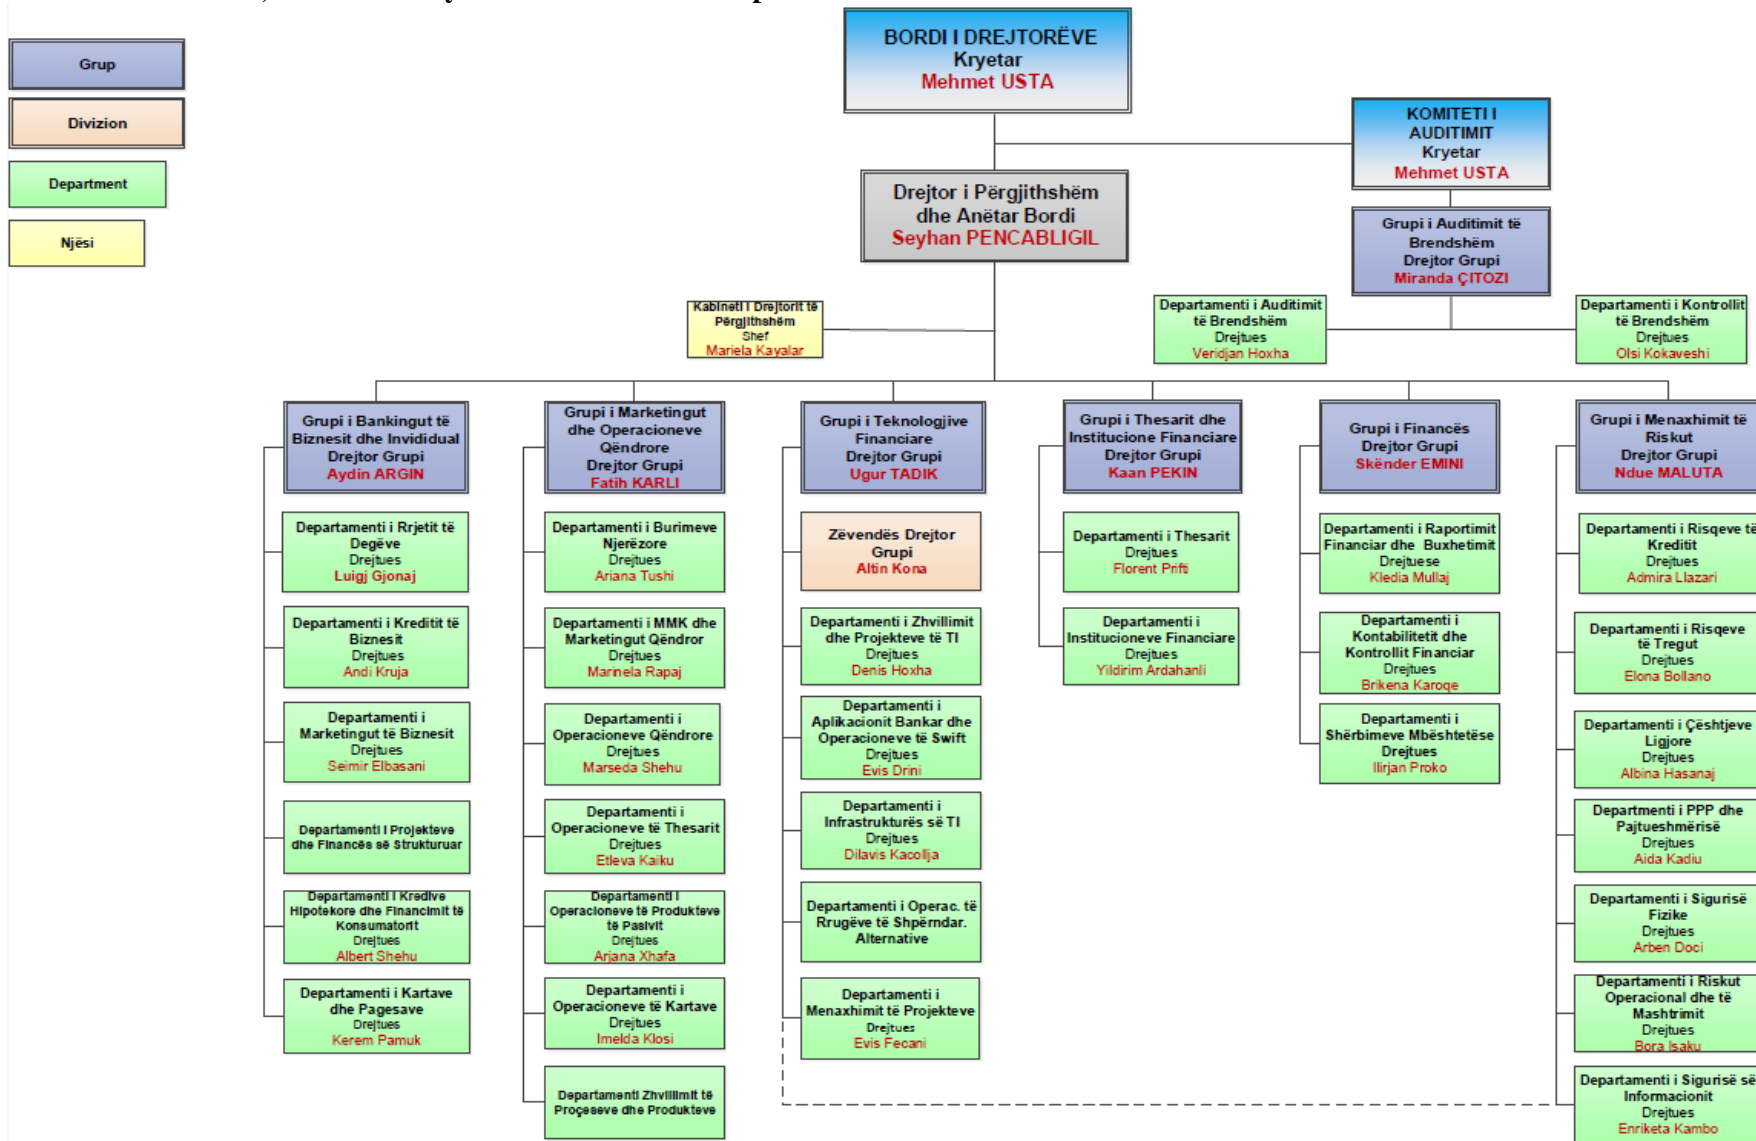 Grup
Divizion
Department
Njësi
BORDI I DREJTORËVE
Kryetar
Mehmet USTA
KOMITETI I
AUDITIMIT
Kryetar
Mehmet USTA
Drejtor i Përgjithshëm
dhe Anëtar Bordi
Seyhan PENCABLIGIL
Grupi i Auditimit të
Brendshëm
Drejtor Grupi
Miranda ÇITOZI
Kabineti i Drejtorit të
Përgjithshëm
Shef
Mariela Kayalar
Departamenti i Auditimit
të Brendshëm
Drejtues
Veridjan Hoxha
Departamenti i Kontrollit
të Brendshëm
Drejtues
Olsi Kokaveshi
Grupi i Bankingut të
Biznesit dhe Invididual
Drejtor Grupi
Aydin ARGIN
Departamenti i Rrjetit të
Degëve
Drejtues
Luigj Gjonaj
Departamenti i Kreditit të
Biznesit
Drejtues
Andi Kruja
Departamenti i
Marketingut të Biznesit
Drejtues
Seimir Elbasani
Departamenti i Projekteve
dhe Financës së Strukturuar
Departamenti i Kredive
Hipotekore dhe Financimit të
Konsumatorit
Drejtues
Albert Shehu
Departamenti i Kartave
dhe Pagesave
Drejtues
Kerem Pamuk
Grupi i Marketingut
dhe Operacioneve
Qëndrore
Drejtor Grupi
Fatih KARLI
Departamenti i Burimeve
Njerëzore
Drejtues
Ariana Tushi
Departamenti i MMK dhe
Marketingut Qëndror
Drejtues
Marinela Rapaj
Departamenti i
Operacioneve Qëndrore
Drejtues
Marseda Shehu
Departamenti i
Operacioneve të Thesarit
Drejtues
Etleva Kaiku
Departamenti i
Operacioneve të Produkteve
të Pasivit
Drejtues
Arjana Xhafa
Departamenti i
Operacioneve të Kartave
Drejtues
Imelda Klosi
Departamenti Zhvillimit të
Proçeseve dhe Produkteve
Grupi i Teknologjive
Financiare
Drejtor Grupi
Ugur TADIK
Zëvendës Drejtor
Grupi
Altin Kona
Departamenti i Zhvillimit
dhe Projekteve të TI
Drejtues
Denis Hoxha
Departamenti i
Aplikacionit Bankar dhe
Operacioneve të Swift
Drejtues
Evis Drini
Departamenti i
Infrastrukturës së TI
Drejtues
Dilavis Kacollja
Departamenti i Operac. të
Rrugëve të Shpërndar.
Alternative
Departamenti i
Menaxhimit të Projekteve
Drejtues
Evis Fecani
Grupi i Thesarit dhe
Institucione Financiare
Drejtor Grupi
Kaan PEKIN
Departamenti i Thesarit
Drejtues
Florent Prifti
Departamenti i
Institucioneve Financiare
Drejtues
Yildirim Ardahanli
Grupi i Financës
Drejtor Grupi
Skënder EMINI
Departamenti i Raportimit
Financiar dhe Buxhetimit
Drejtuese
Kledia Mullaj
Departamenti i
Kontabilitetit dhe
Kontrollit Financiar
Drejtues
Brikena Karoqe
Departamenti i
Shërbimeve Mbështetëse
Drejtues
Ilirjan Proko
Grupi i Menaxhimit të
Riskut
Drejtor Grupi
Ndue MALUTA
Departamenti i Risqeve të
Kreditit
Drejtues
Admira Llazari
Departamenti i Risqeve
të Tregut
Drejtues
Elona Bollano
Departamenti i Çështjeve
Ligjore
Drejtues
Albina Hasanaj
Departmenti i PPP dhe
Pajtueshmërisë
Drejtues
Aida Kadiu
Departamenti i Sigurisë
Fizike
Drejtues
Arben Doci
Departamenti i Riskut
Operacional dhe të
Mashtrimit
Drejtues
Bora Isaku
Departamenti i Sigurisë së
Informacionit
Drejtues
Enriketa Kambo